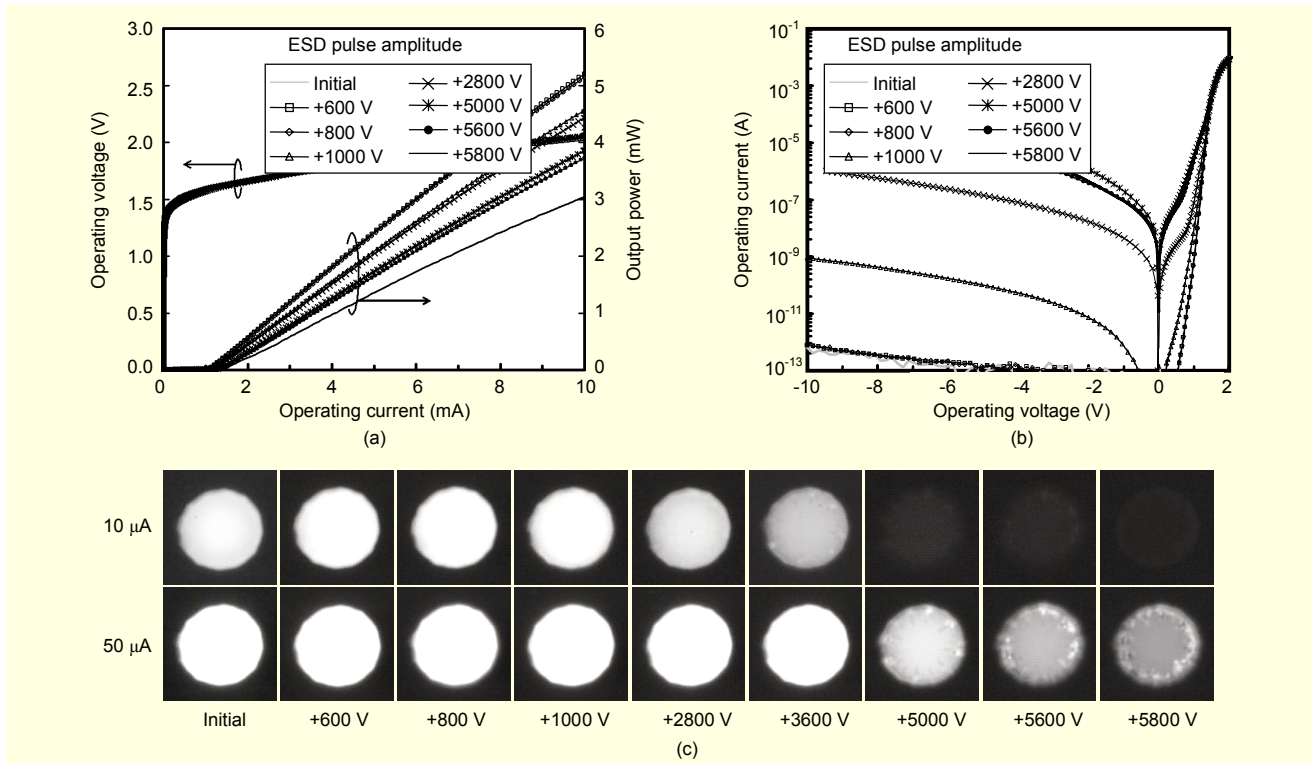 ESD pulse amplitude
Initial
+600 V
+800 V
+1000 V
+2800 V
+5000 V
+5600 V
+5800 V
Operating voltage (V)
3.0
2.5
2.0
1.5
1.0
0.5
0.0
Output power (mW)
6
5
4
3
2
1
0
0 2 4 6 8 10
Operating current (mA)
(a)
ESD pulse amplitude
Initial
+600 V
+800 V
+1000 V
+2800 V
+5000 V
+5600 V
+5800 V
Operating current (A)
10-1
10-3
10-5
10-7
10-9
10-11
10-13
-10 -8 -6 -4 -2 0 2
Operating voltage (V)
(b)
10 μA
50 μA
Initial +600 V +800 V +1000 V +2800 V +3600 V +5000 V +5600 V +5800 V
(c)